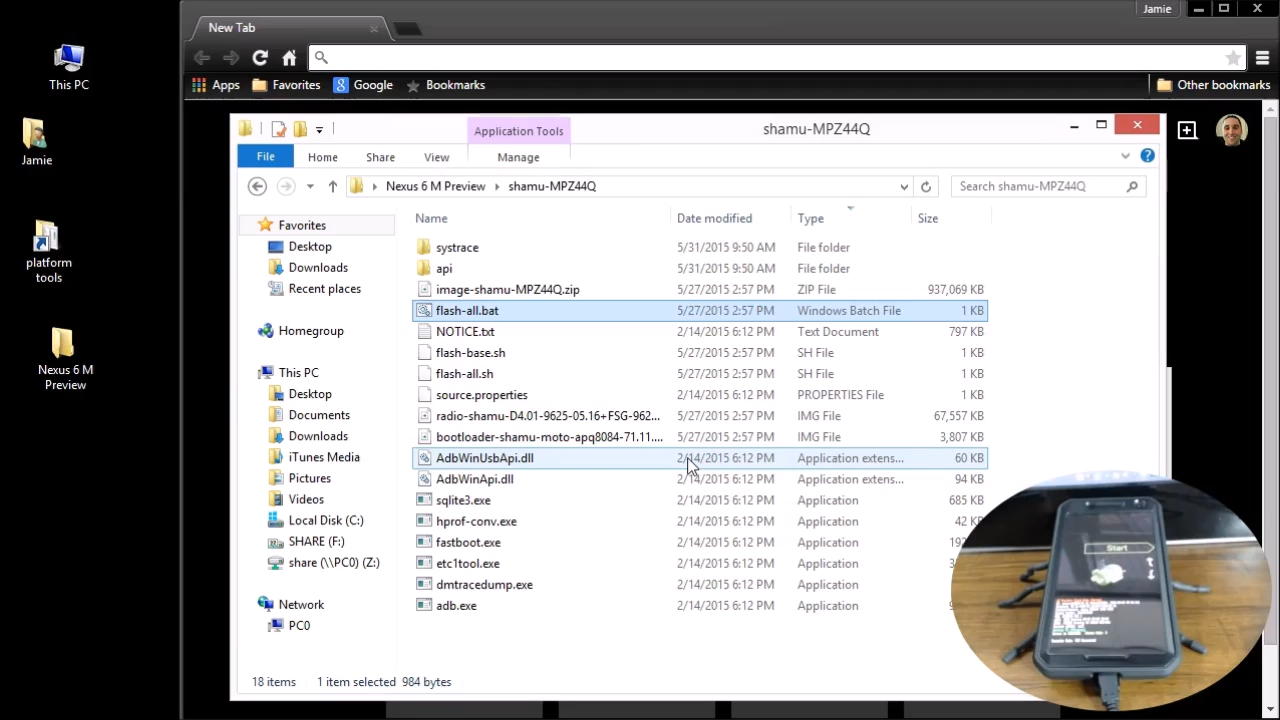 Jamie
New Tab
Apps Favorites Google Bookmarks Other bookmarks
This PC
Jamie
platform
tools
Nexus 6 M
Preview
Application Tools shamu-MPZ44Q
File Home Share View Manage
Nexus 6 M Preview shamu-MPZ44Q Search shamu-MPZ44Q
Name Date modified Type Size
Favorites
Desktop
Downloads
Recent places
Homegroup
This PC
Desktop
Documents
Downloads
iTunes Media
Pictures
Videos
Local Disk (C:)
SHARE (F:)
share (\\PC0) (Z:)
Network
PC0
systrace 5/31/2015 9:50 AM File folder
api 5/31/2015 9:50 AM File folder
image-shamu-MPZ44Q.zip 5/27/2015 2:57 PM ZIP File 937,069 KB
flash-all.bat 5/27/2015 2:57 PM Windows Batch File 1 KB
NOTICE.txt 2/14/2015 6:12 PM Text Document 797 KB
flash-base.sh 5/27/2015 2:57 PM SH File 1 KB
flash-all.sh 5/27/2015 2:57 PM SH File 1 KB
source.properties 2/14/2015 6:12 PM PROPERTIES File 1 KB
radio-shamu-D4.01-9625-05.16+FSG-962... 5/27/2015 2:57 PM IMG File 67,557 KB
bootloader-shamu-moto-apq8084-71.11.... 5/27/2015 2:57 PM IMG File 3,807 KB
AdbWinUsbApi.dll 2/14/2015 6:12 PM Application extens... 60 KB
AdbWinApi.dll 2/14/2015 6:12 PM Application extens... 94 KB
sqlite3.exe 2/14/2015 6:12 PM Application 685 KB
hprof-conv.exe 2/14/2015 6:12 PM Application 42 KB
fastboot.exe 2/14/2015 6:12 PM Application
etc1tool.exe 2/14/2015 6:12 PM Application
dmtracedump.exe 2/14/2015 6:12 PM Application
adb.exe 2/14/2015 6:12 PM Application
18 items 1 item selected 984 bytes
Start